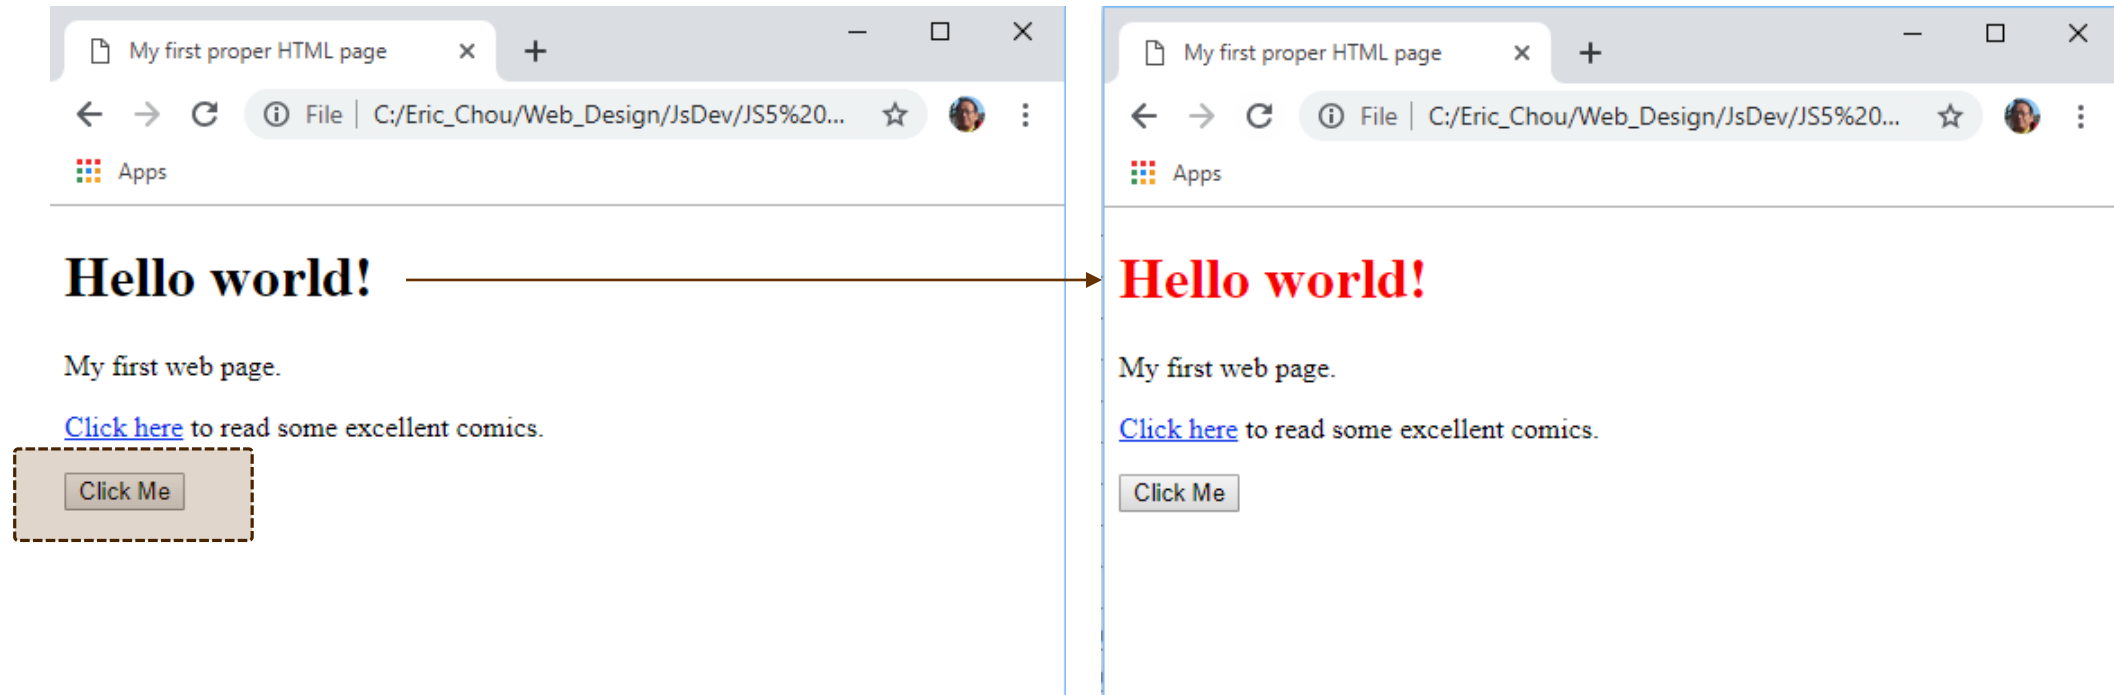 My first proper HTML page
File | C:/Eric_Chou/Web_Design/JsDev/JS5%20...
Apps
Hello world!
My first web page.
Click here to read some excellent comics.
Click Me
My first proper HTML page
File | C:/Eric_Chou/Web_Design/JsDev/JS5%20...
Apps
Hello world!
My first web page.
Click here to read some excellent comics.
Click Me